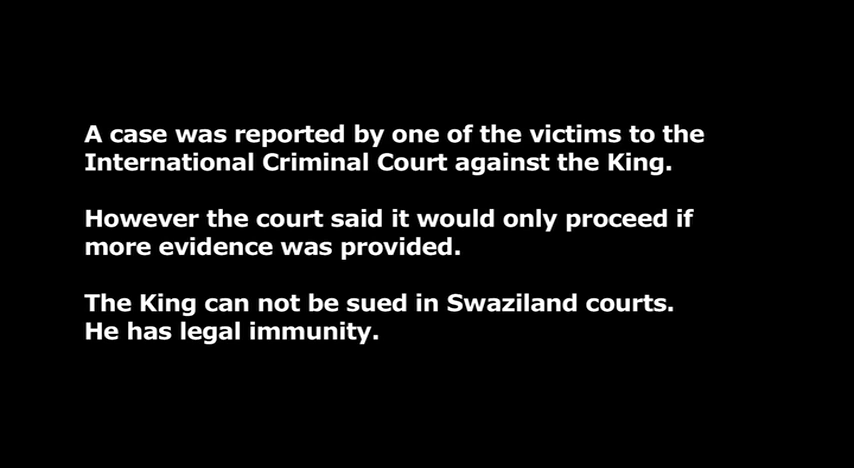 A case was reported by one of the victims to the
International Criminal Court against the King.
However the court said it would only proceed if
more evidence was provided.
The King can not be sued in Swaziland courts.
He has legal immunity.